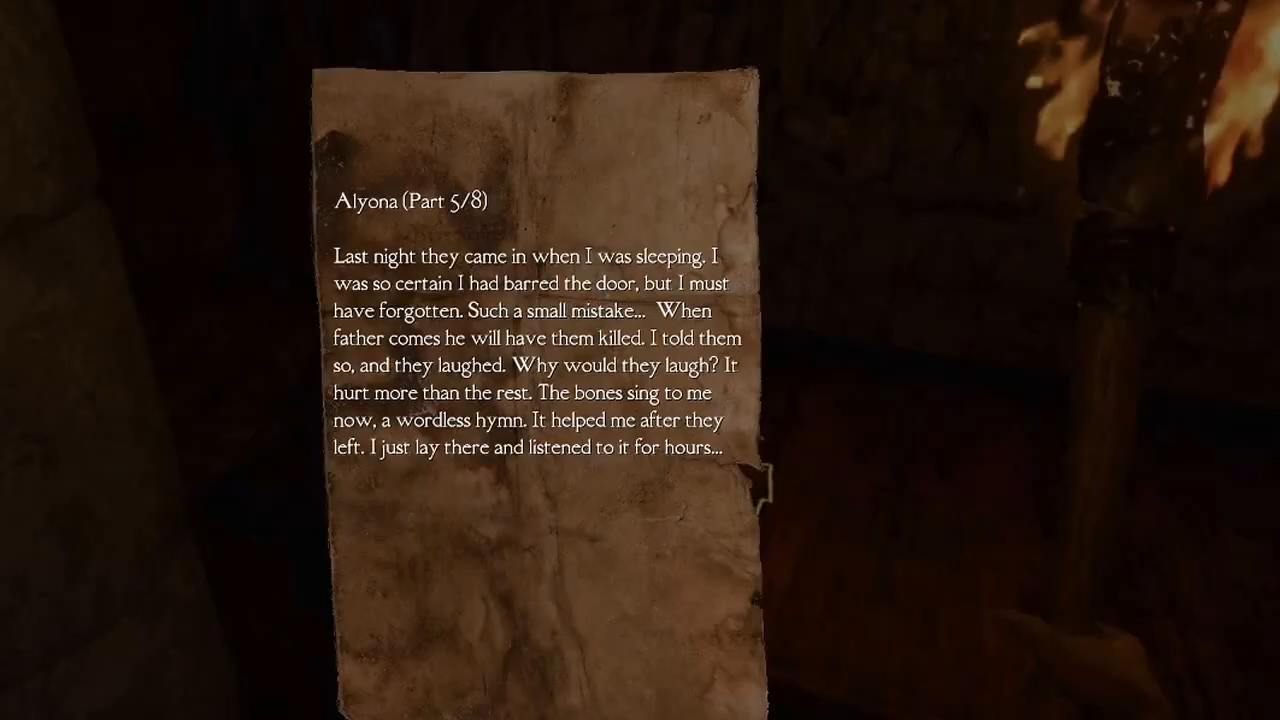 Alyona (Part 5/8)
Last night they came in when I was sleeping. I
was so certain I had barred the door, but I must
have forgotten. Such a small mistake...  When
father comes he will have them killed. I told them
so, and they laughed. Why would they laugh? It
hurt more than the rest. The bones sing to me
now, a wordless hymn. It helped me after they
left. I just lay there and listened to it for hours...